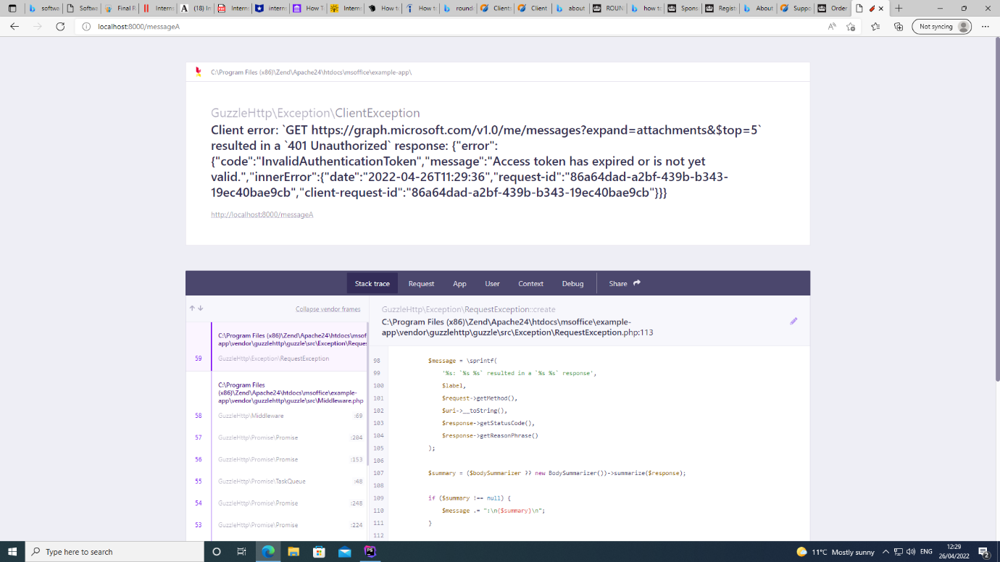 softwa
Softwa
Final R
Interns
(18) In
Interns
intern
How T
Interns
How to
How to
round
Clients
Client
about
ROUN
how to
Spons
Registe
About
Suppo
Order
localhost:8000/messageA
Not syncing
C:\Program Files (x86)\Zend\Apache24\htdocs\msoffice\example-app\
GuzzleHttp\Exception\ClientException
Client error: `GET https://graph.microsoft.com/v1.0/me/messages?expand=attachments&$top=5`
resulted in a `401 Unauthorized` response: {"error":
{"code":"InvalidAuthenticationToken","message":"Access token has expired or is not yet
valid.","innerError":{"date":"2022-04-26T11:29:36","request-id":"86a64dad-a2bf-439b-b343-
19ec40bae9cb","client-request-id":"86a64dad-a2bf-439b-b343-19ec40bae9cb"}}}
http://localhost:8000/messageA
Stack trace Request App User Context Debug Share
Collapse vendor frames
C:\Program Files (x86)\Zend\Apache24\htdocs\msof
app\vendor\guzzlehttp\guzzle\src\Exception\Reques
59 GuzzleHttp\Exception\RequestException
C:\Program Files
(x86)\Zend\Apache24\htdocs\msoffice\example-
app\vendor\guzzlehttp\guzzle\src\Middleware.php
58 GuzzleHttp\Middleware :69
57 GuzzleHttp\Promise\Promise :204
56 GuzzleHttp\Promise\Promise :153
55 GuzzleHttp\Promise\TaskQueue :48
54 GuzzleHttp\Promise\Promise :248
53 GuzzleHttp\Promise\Promise :224
GuzzleHttp\Exception\RequestException::create
C:\Program Files (x86)\Zend\Apache24\htdocs\msoffice\example-
app\vendor\guzzlehttp\guzzle\src\Exception\RequestException.php:113
98 $message = \sprintf(
99 '%s: `%s %s` resulted in a `%s %s` response',
100 $label,
101 $request->getMethod(),
102 $uri->__toString(),
103 $response->getStatusCode(),
104 $response->getReasonPhrase()
105 );
106
107 $summary = ($bodySummarizer ?? new BodySummarizer())->summarize($response);
108
109 if ($summary !== null) {
110 $message .= ":\n{$summary}\n";
111 }
112
Type here to search
11°C Mostly sunny
ENG
12:29
26/04/2022
2